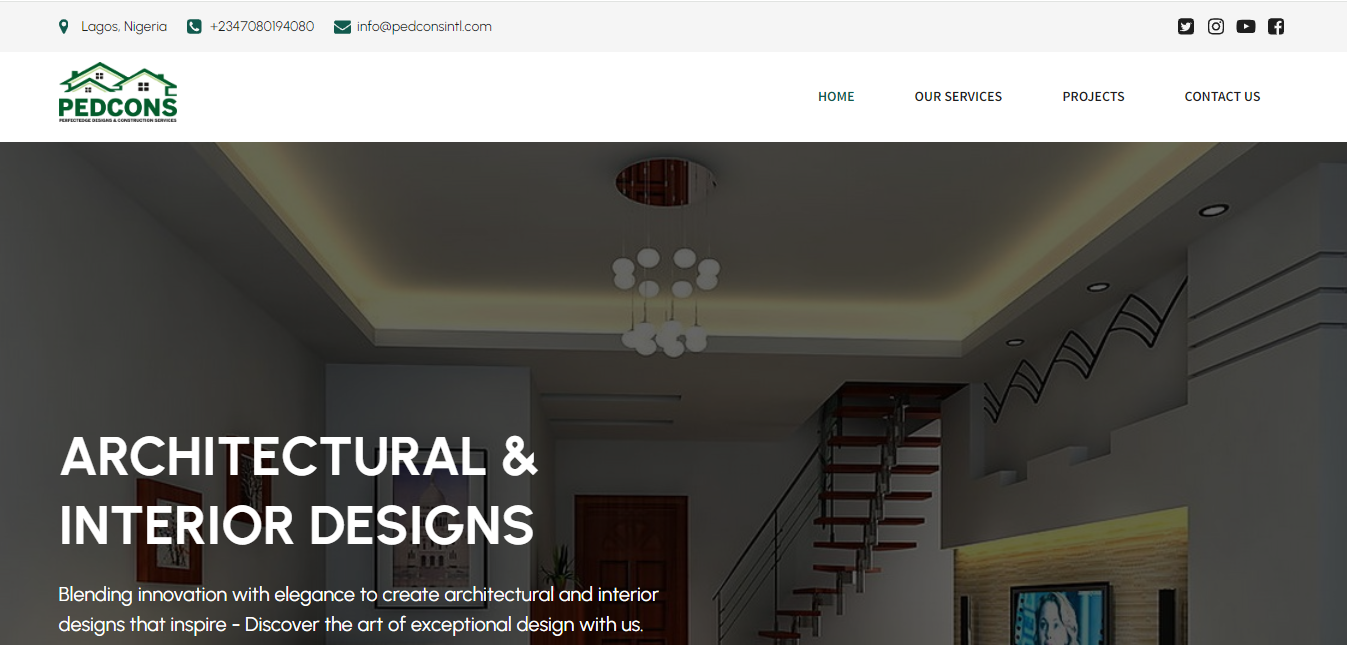 Lagos, Nigeria +2347080194080 info@pedconsintl.com
PEDCONS
PERFECTEDGE DESIGNS & CONSTRUCTION SERVICES
HOME OUR SERVICES PROJECTS CONTACT US
ARCHITECTURAL &
INTERIOR DESIGNS
Blending innovation with elegance to create architectural and interior
designs that inspire - Discover the art of exceptional design with us.